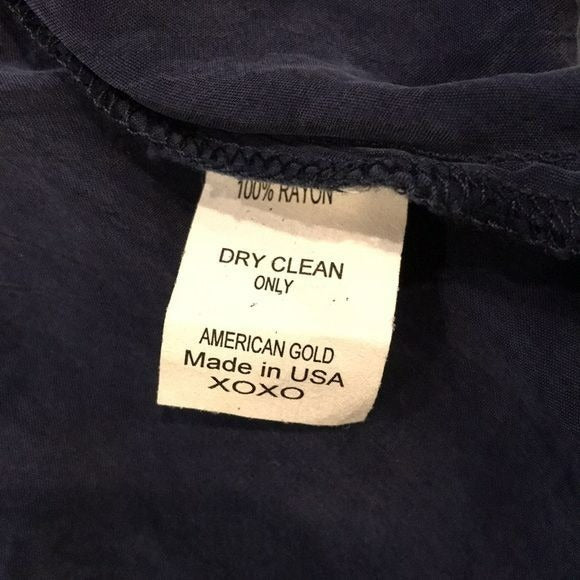 100% RAYON
DRY CLEAN
ONLY
AMERICAN GOLD
Made in USA
XOXO